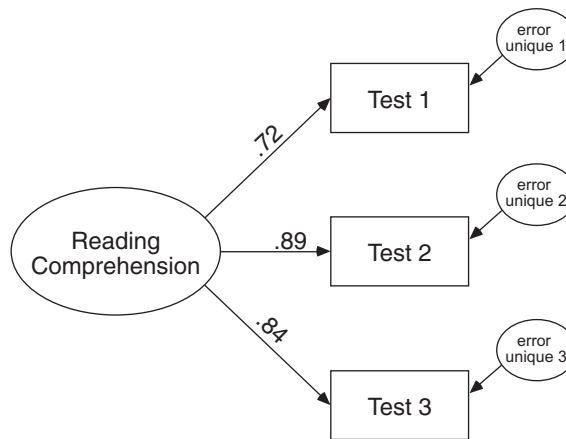 error
unique 1
Test 1
.72
error
unique 2
Reading
Comprehension
.89
Test 2
.84
error
unique 3
Test 3